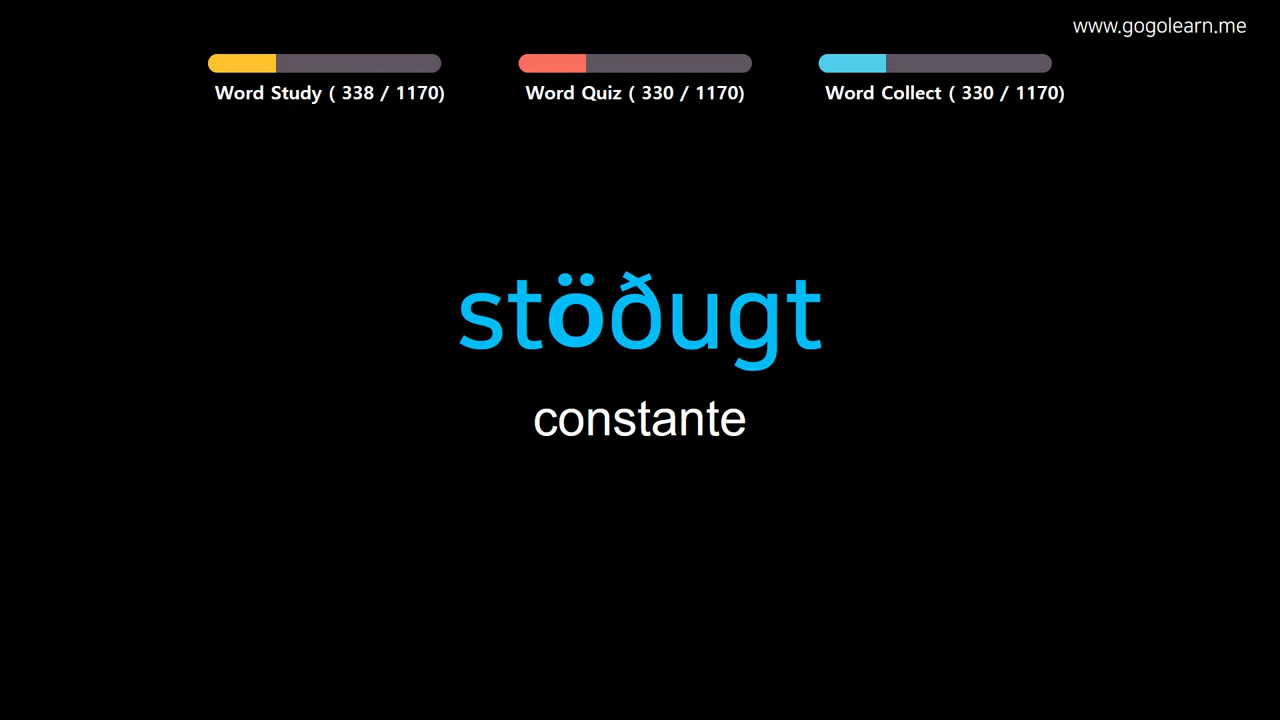 www.gogolearn.me
Word Study ( 338 / 1170)
Word Quiz ( 330 / 1170)
Word Collect ( 330 / 1170)
stöðugt
constante